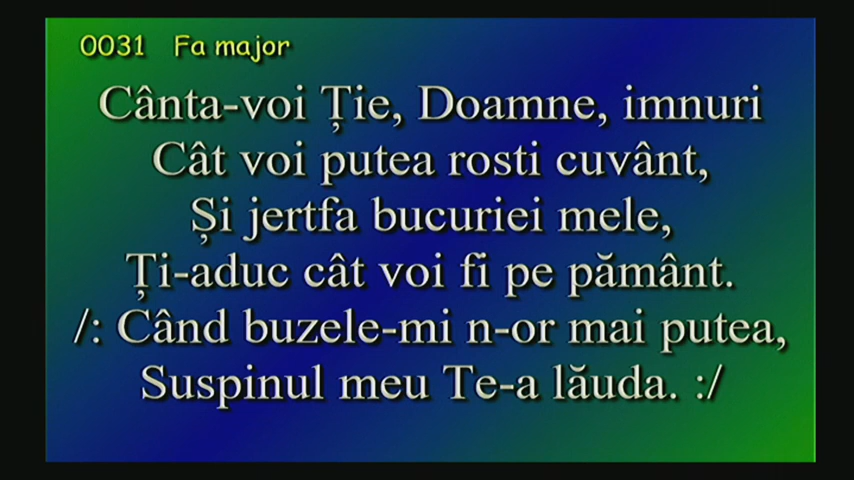 0031 Fa major
Cânta-voi Ție, Doamne, imnuri
Cât voi putea rosti cuvânt,
Și jertfa bucuriei mele,
Ți-aduc cât voi fi pe pământ.
/: Când buzele-mi n-or mai putea,
Suspinul meu Te-a lăuda. :/